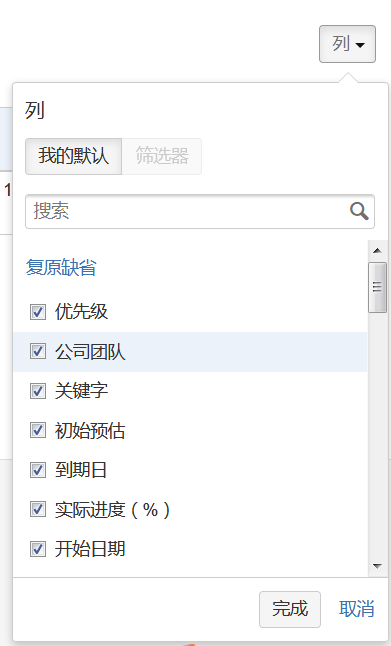 列
列
我的默认 筛选器
搜索
复原缺省
优先级
1
公司团队
关键字
初始预估
到期日
实际进度（%）
开始日期
完成 取消